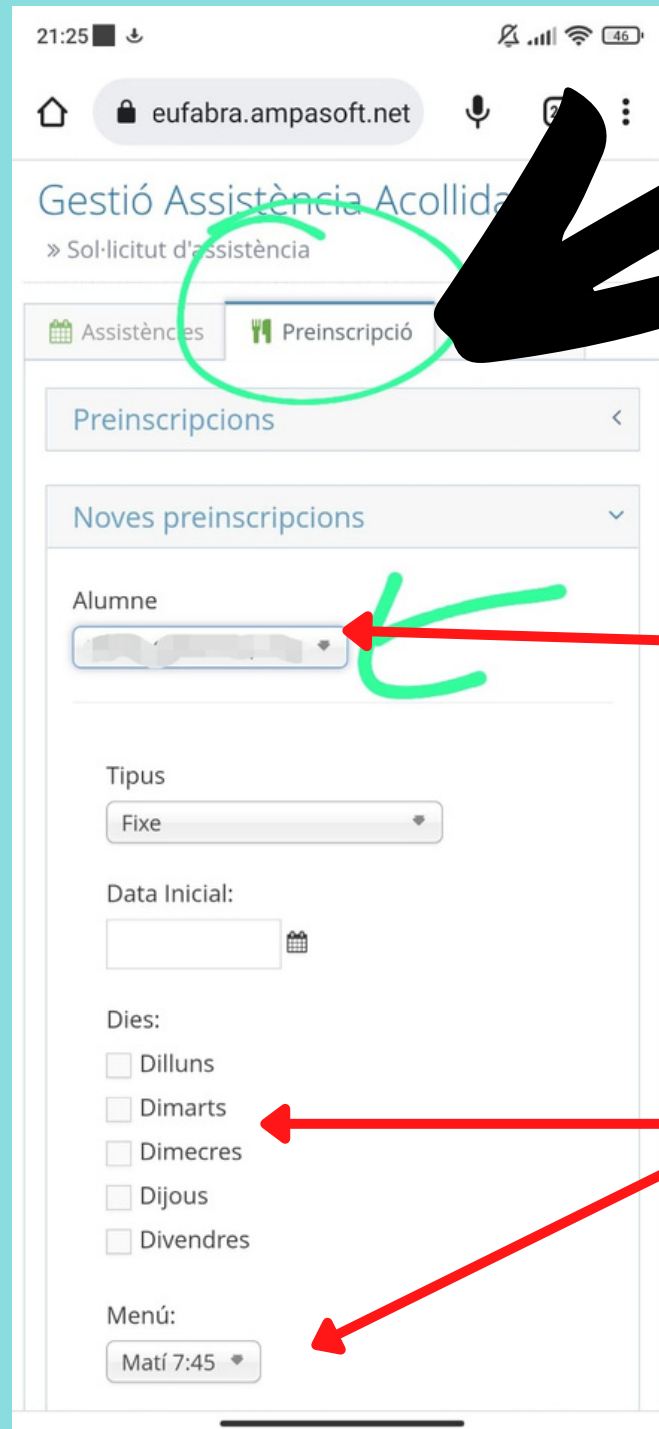 21:25
46
eufabra.ampasoft.net
Gestió Assistència Acollida
» Sol·licitut d'assistència
Assistències Preinscripció
Preinscripcions
Noves preinscripcions
Alumne
Tipus
Fixe
Data Inicial:
Dies:
Dilluns
Dimarts
Dimecres
Dijous
Divendres
Menú:
Matí 7:45